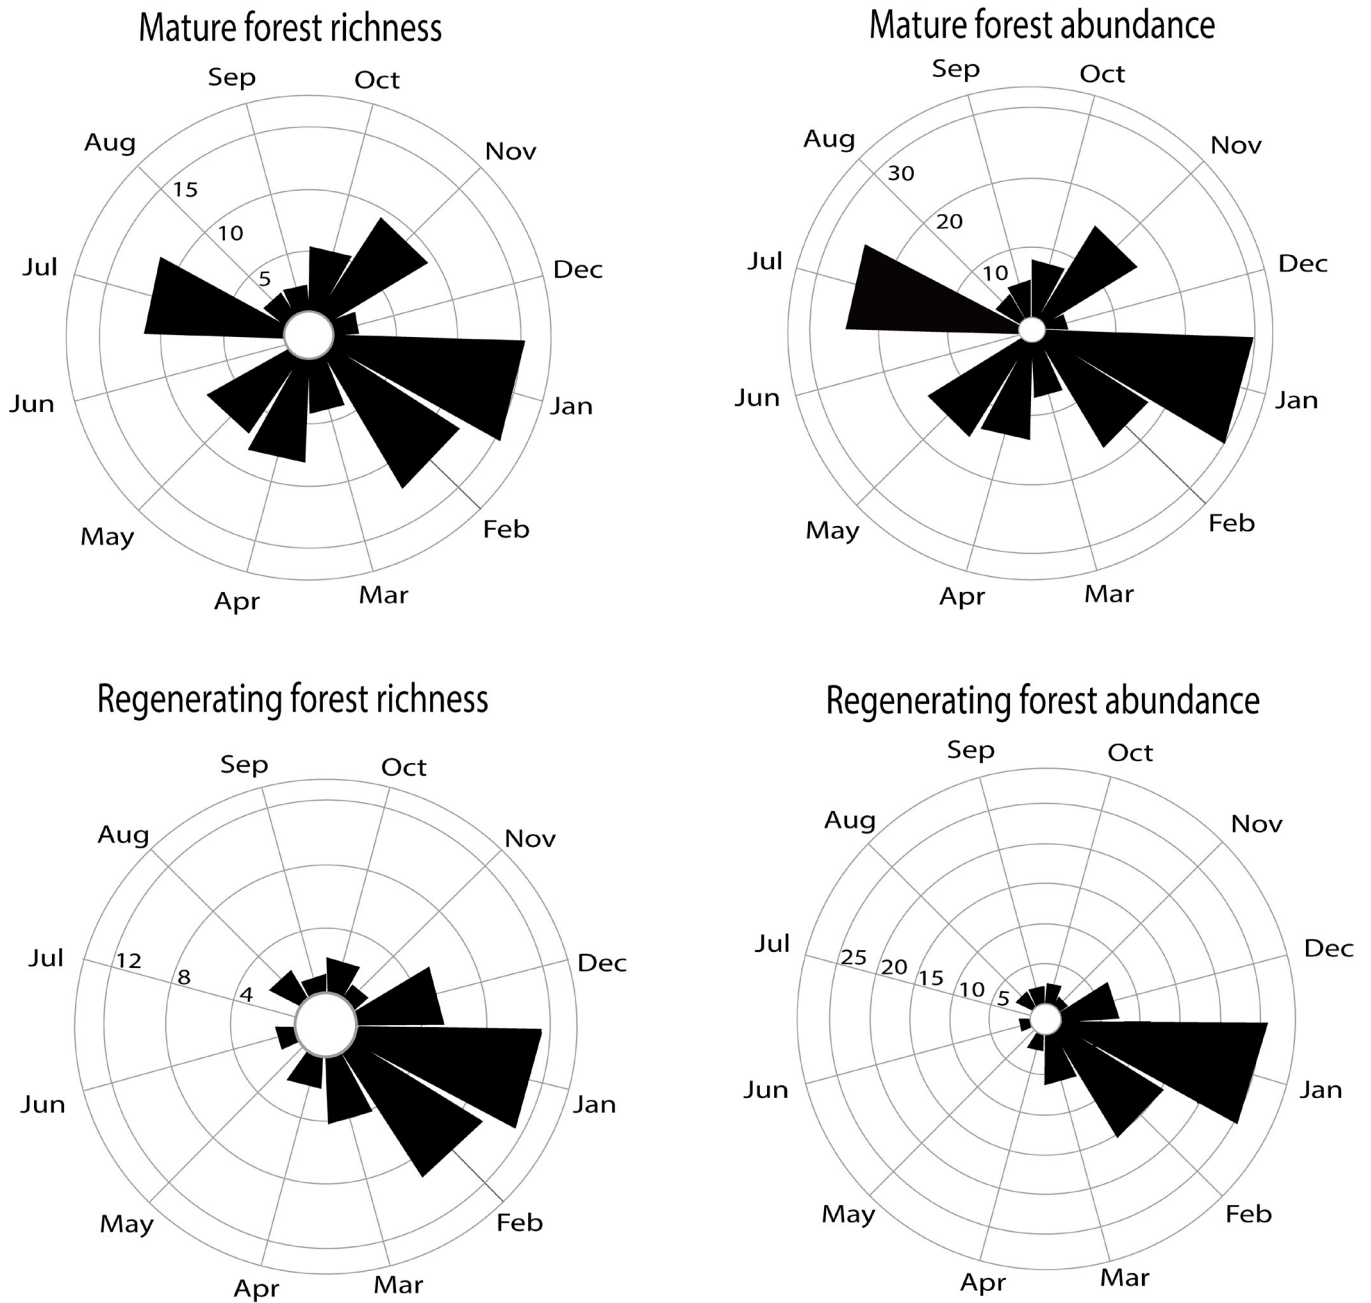 Mature forest richness
Sep
Oct
Aug
Nov
15
10
Jul
5
Dec
Jun
Jan
May
Feb
Apr
Mar
Mature forest abundance
Sep
Oct
Aug
Nov
30
20
Jul
10
Dec
Jun
Jan
May
Feb
Apr
Mar
Regenerating forest richness
Sep
Oct
Aug
Nov
Jul
12
8
4
Dec
Jun
Jan
May
Feb
Apr
Mar
Regenerating forest abundance
Sep
Oct
Aug
Nov
Jul
25
20
15
10
5
Dec
Jun
Jan
May
Feb
Apr
Mar